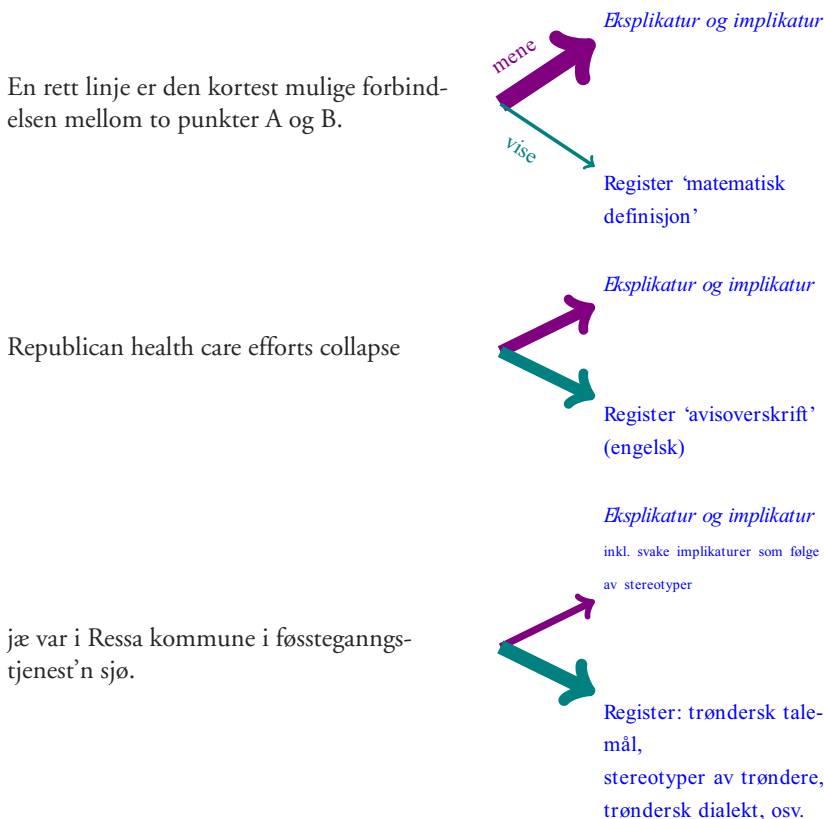 Eksplikatur og implikatur
mene
En rett linje er den kortest mulige forbind-
elsen mellom to punkter A og B.
vise
Register ‘matematisk
definisjon’
Eksplikatur og implikatur
Republican health care efforts collapse
Register ‘avisoverskrift’
(engelsk)
Eksplikatur og implikatur
inkl. svake implikaturer som følge
av stereotyper
jæ var i Ressa kommune i føssteganngs-
tjenest’n sjø.
Register: trøndersk tale-
mål,
stereotyper av trøndere,
trøndersk dialekt, osv.